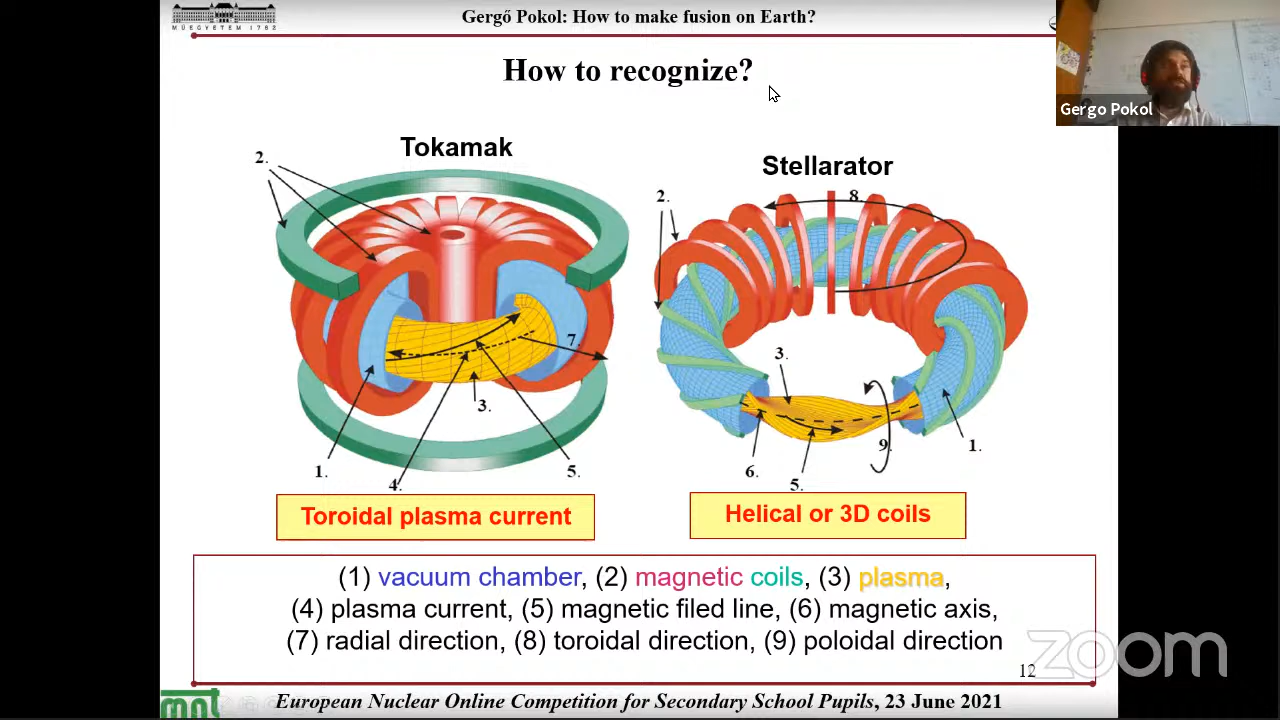 Gergő Pokol: How to make fusion on Earth?
MŰEGYETEM 1782
How to recognize?
Gergo Pokol
Tokamak
Stellarator
2.
2.
8.
7.
3.
3.
1.
4.
5.
6.
5.
9.
1.
Toroidal plasma current
Helical or 3D coils
(1) vacuum chamber, (2) magnetic coils, (3) plasma,
(4) plasma current, (5) magnetic filed line, (6) magnetic axis,
(7) radial direction, (8) toroidal direction, (9) poloidal direction
zoom
12
mnt
European Nuclear Online Competition for Secondary School Pupils, 23 June 2021